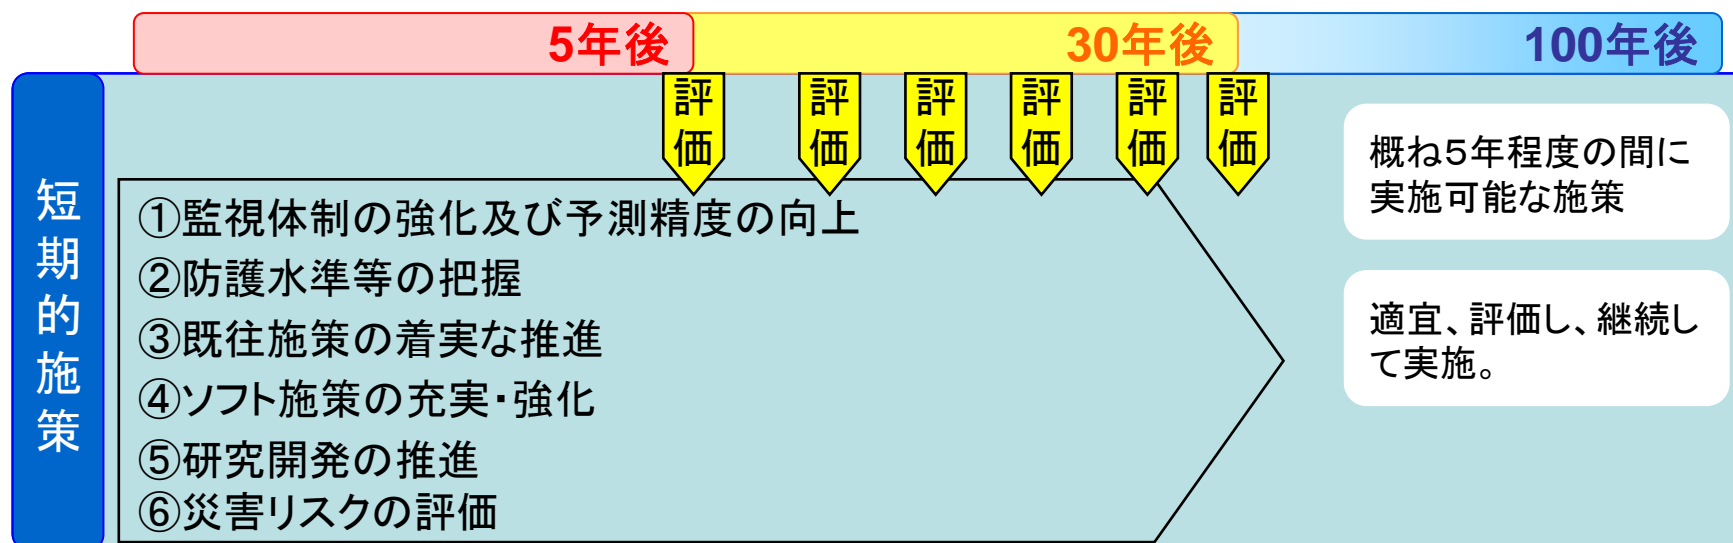 5年後
30年後
100年後
評価
評価
評価
評価
評価
評価
短期的施策
①監視体制の強化及び予測精度の向上
②防護水準等の把握
③既往施策の着実な推進
④ソフト施策の充実・強化
⑤研究開発の推進
⑥災害リスクの評価
概ね５年程度の間に
実施可能な施策
適宜、評価し、継続し
て実施。